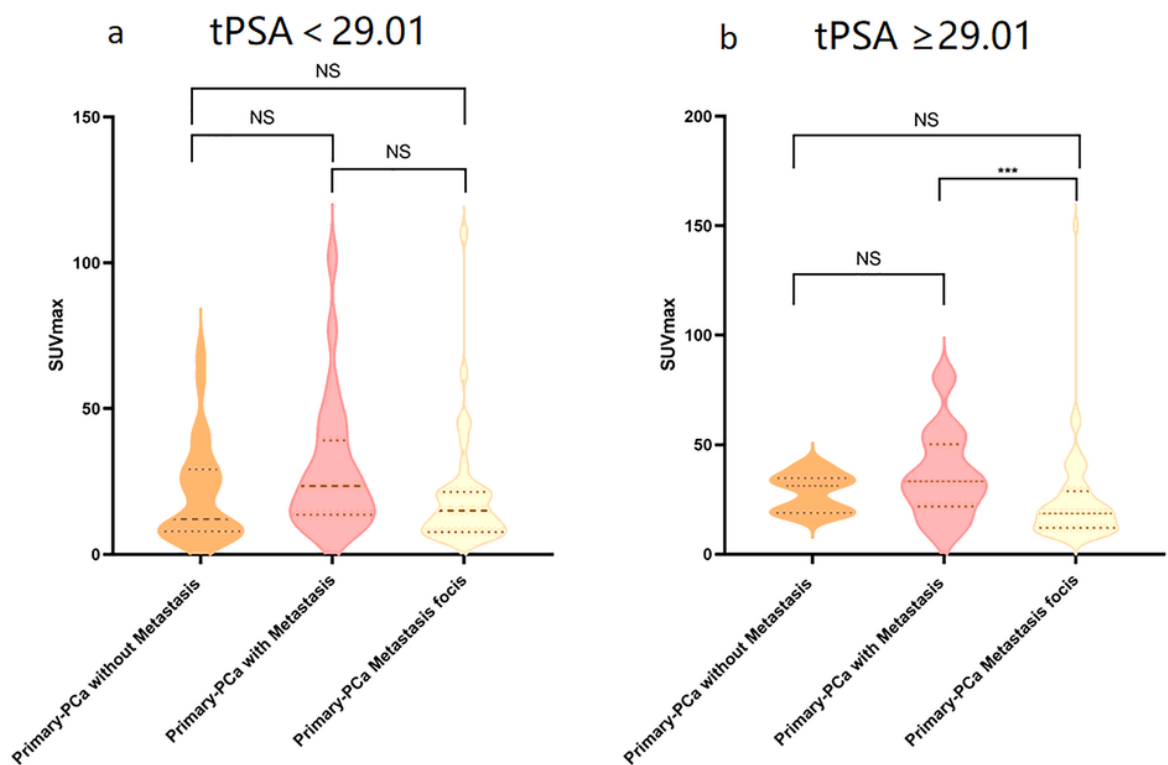 a tPSA < 29.01
NS
NS
NS
150
100
50
0
SUVmax
Primary-PCa without Metastasis
Primary-PCa with Metastasis
Primary-PCa Metastasis focis
b tPSA ≥29.01
NS
***
NS
200
150
100
50
0
SUVmax
Primary-PCa without Metastasis
Primary-PCa with Metastasis
Primary-PCa Metastasis focis